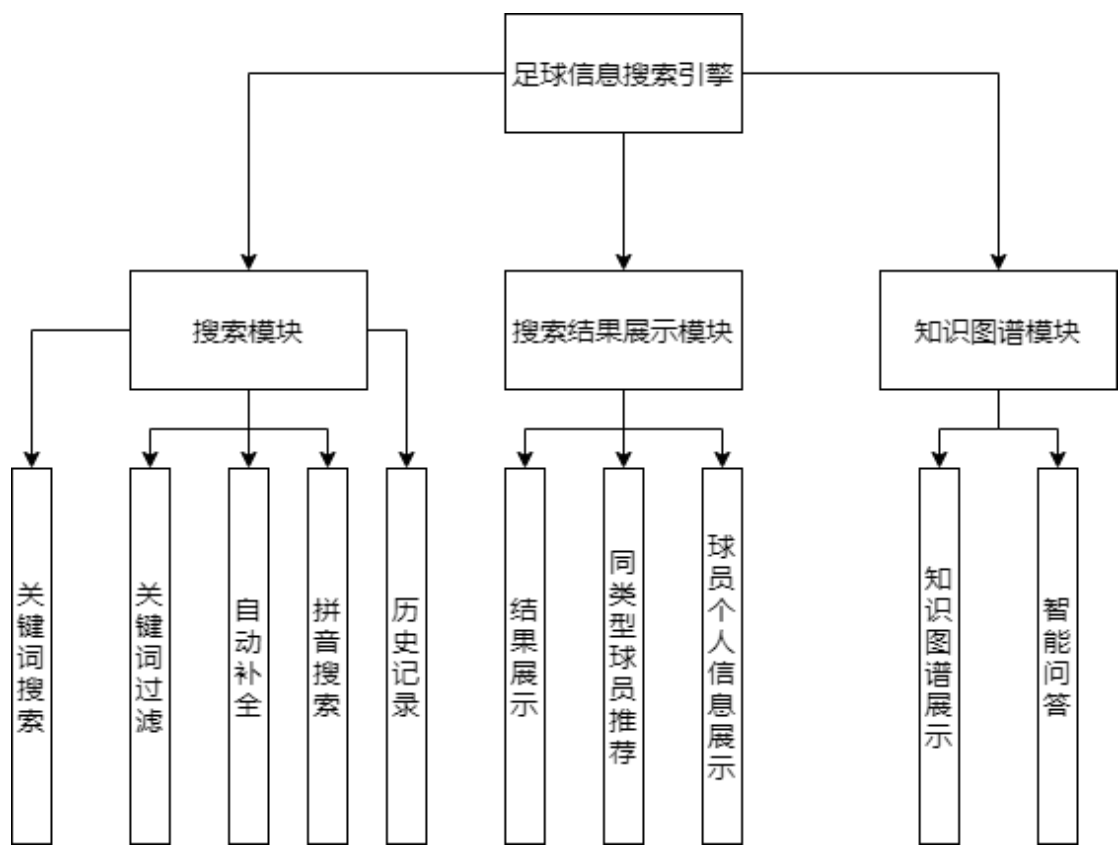 足球信息搜索引擎
搜索模块
搜索结果展示模块
知识图谱模块
关键词搜索
关键词过滤
自动补全
拼音搜索
历史记录
结果展示
同类型球员推荐
球员个人信息展示
知识图谱展示
智能问答